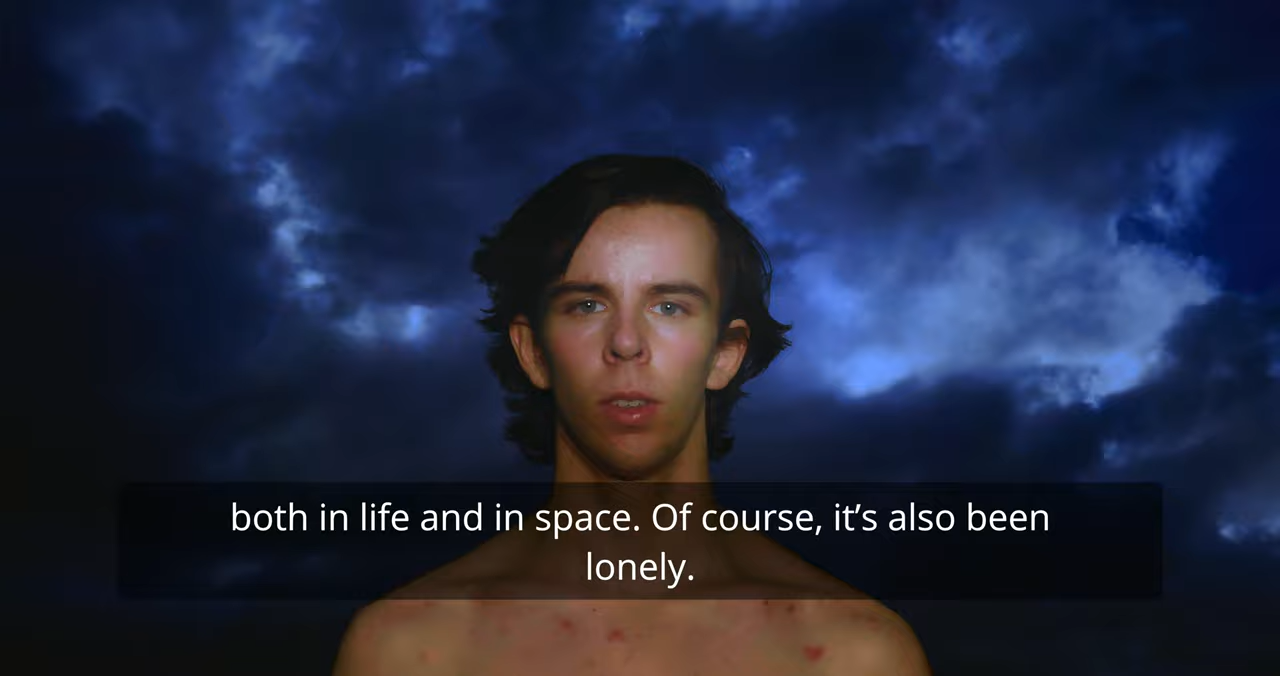 both in life and in space. Of course, it’s also been
lonely.